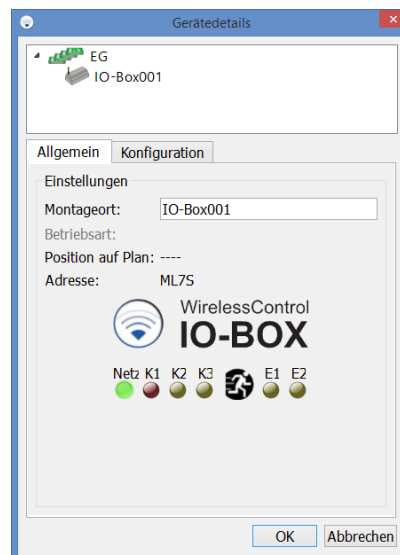 Gerätedetails
EG
IO-Box001
Allgemein Konfiguration
Einstellungen
Montageort: IO-Box001
Betriebsart:
Position auf Plan: ----
Adresse: ML7S
WirelessControl
IO-BOX
Netz K1 K2 K3 E1 E2
OK Abbrechen